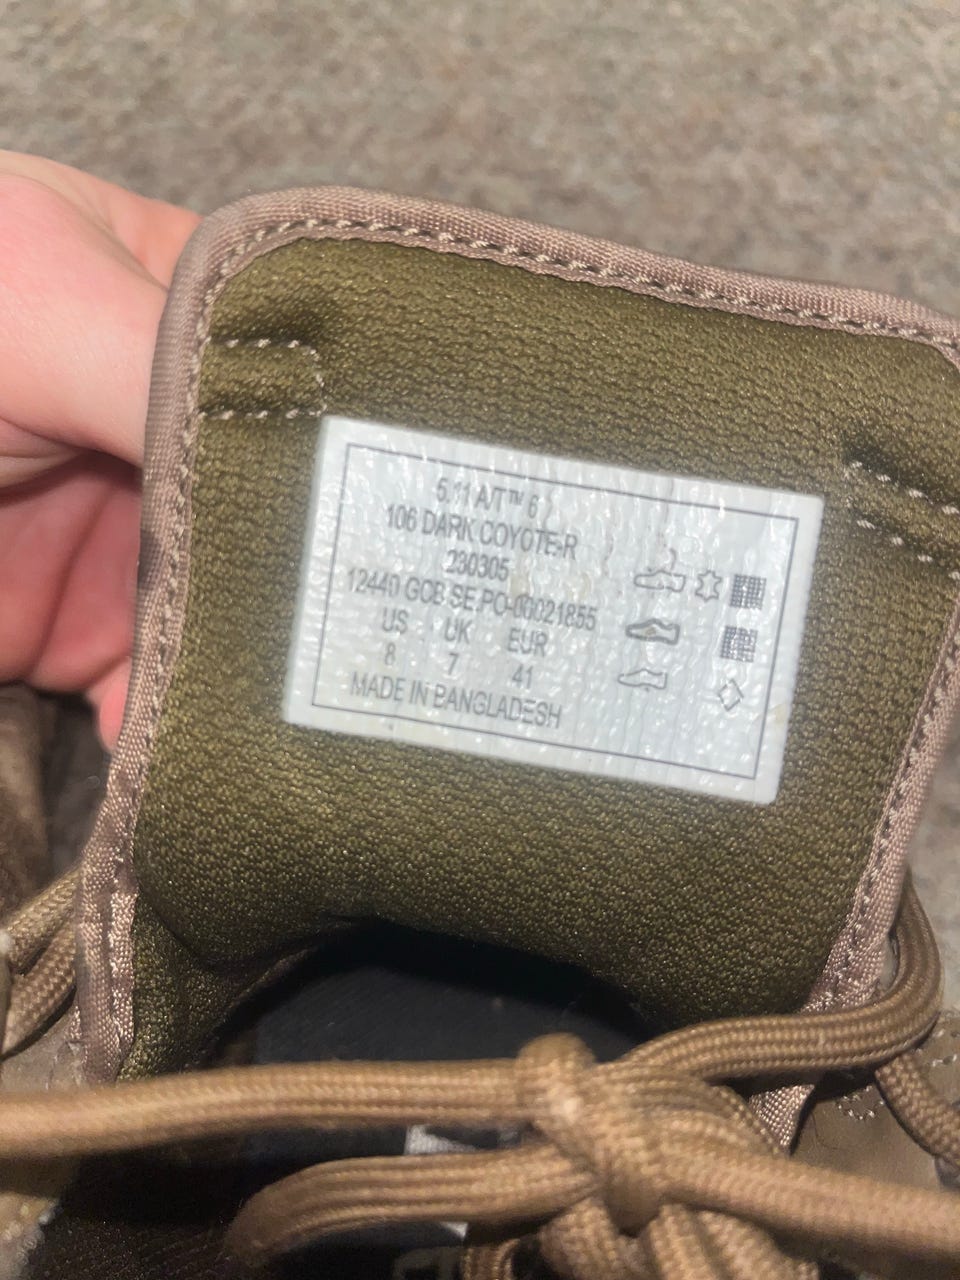 5.11 A/T™ 6
106 DARK COYOTE-R
230305
12440 GCB SE PO-00021855
US UK EUR
8 7 41
MADE IN BANGLADESH